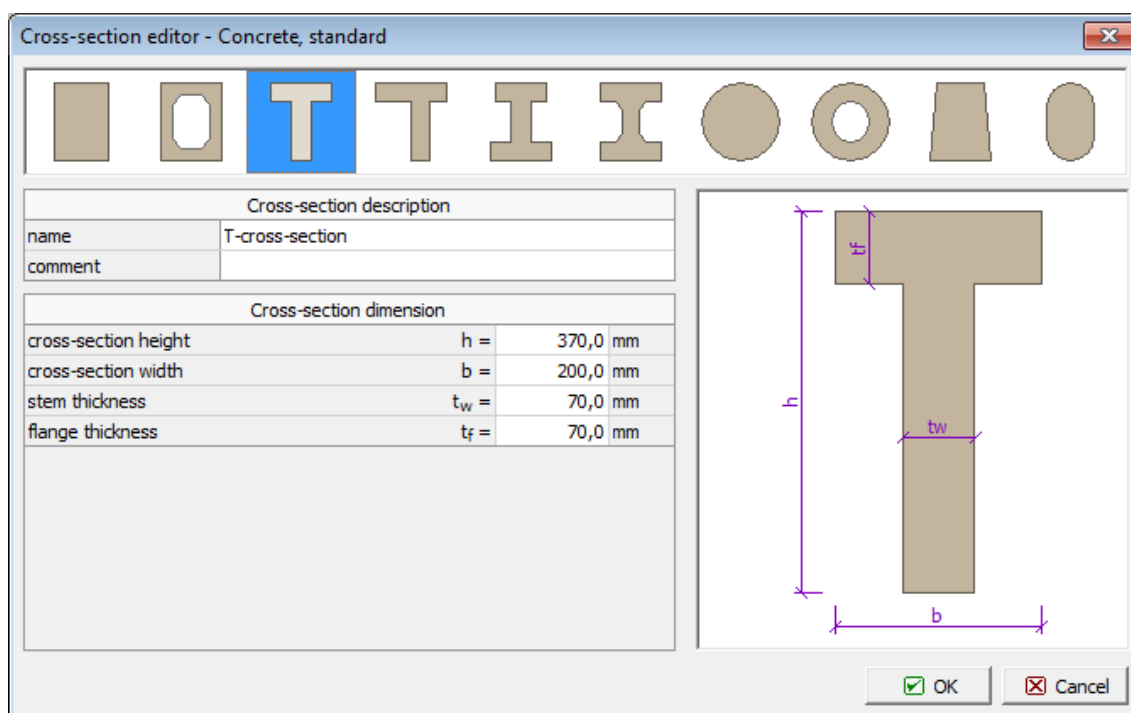 Cross-section editor - Concrete, standard
Cross-section description
name T-cross-section
comment
Cross-section dimension
cross-section height h = 370,0 mm
cross-section width b = 200,0 mm
stem thickness tw = 70,0 mm
flange thickness tf = 70,0 mm
tf
h
tw
b
OK Cancel